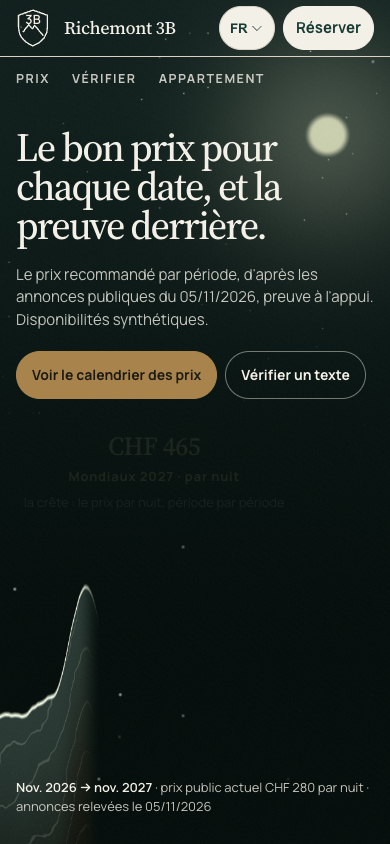 3B
Richemont 3B
FR
Réserver
PRIX VÉRIFIER APPARTEMENT
Le bon prix pour
chaque date, et la
preuve derrière.
Le prix recommandé par période, d'après les
annonces publiques du 05/11/2026, preuve à l'appui.
Disponibilités synthétiques.
Voir le calendrier des prix
Vérifier un texte
CHF 465
Mondiaux 2027 · par nuit
la crête : le prix par nuit, période par période
Nov. 2026 → nov. 2027 · prix public actuel CHF 280 par nuit ·
annonces relevées le 05/11/2026